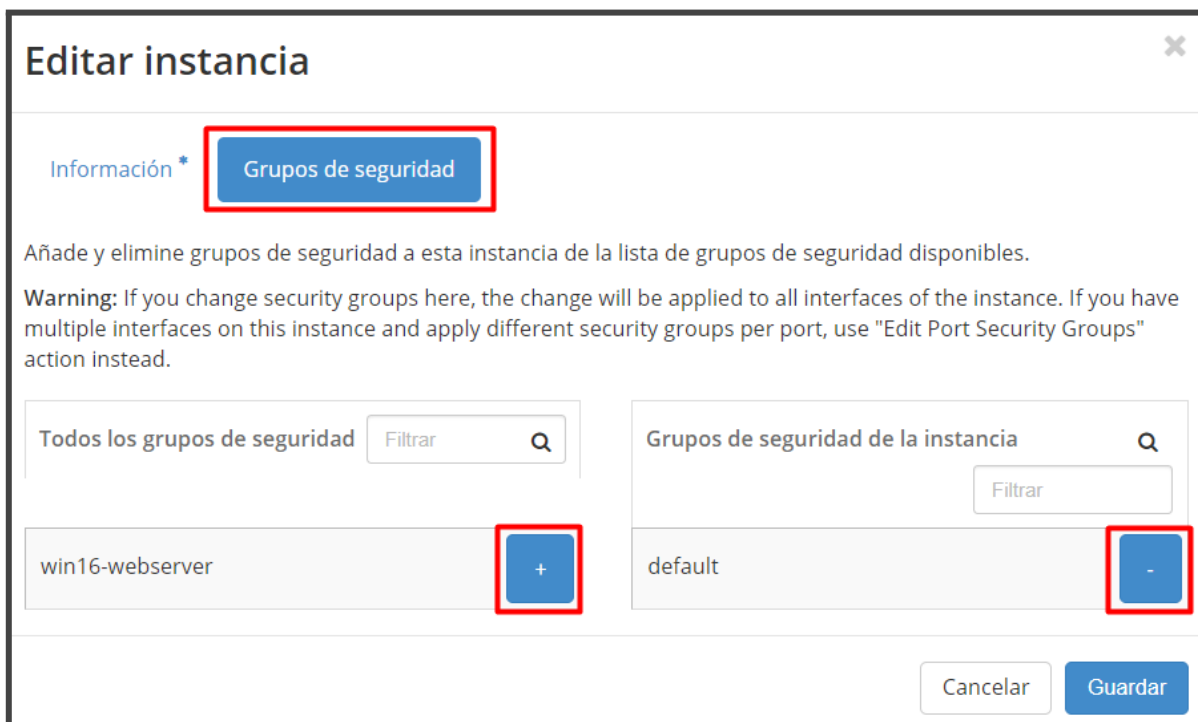 Editar instancia
×
Información *
Grupos de seguridad
Añade y elimine grupos de seguridad a esta instancia de la lista de grupos de seguridad disponibles.
Warning: If you change security groups here, the change will be applied to all interfaces of the instance. If you have
multiple interfaces on this instance and apply different security groups per port, use "Edit Port Security Groups"
action instead.
Todos los grupos de seguridad
Filtrar
Grupos de seguridad de la instancia
Filtrar
win16-webserver
+
default
-
Cancelar
Guardar